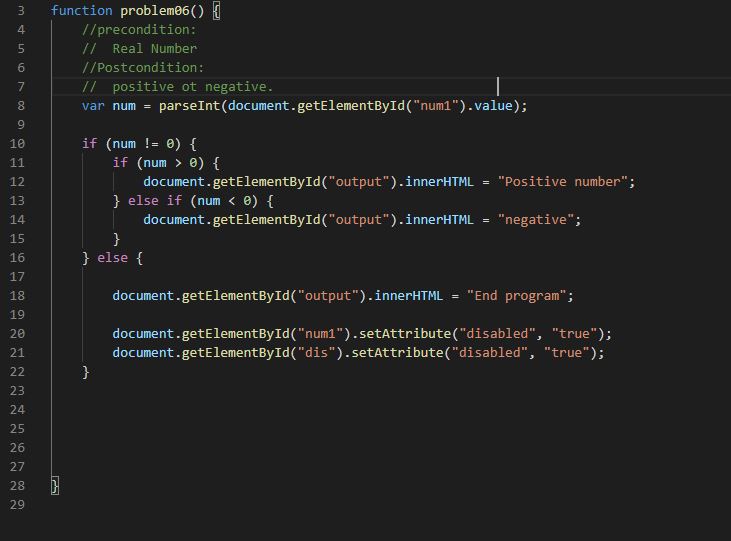 3 function problem06() {
4 //precondition:
5 //  Real Number
6 //Postcondition:
7 //  positive ot negative.
8 var num = parseInt(document.getElementById("num1").value);
9
10 if (num != 0) {
11 if (num > 0) {
12 document.getElementById("output").innerHTML = "Positive number";
13 } else if (num < 0) {
14 document.getElementById("output").innerHTML = "negative";
15 }
16 } else {
17
18 document.getElementById("output").innerHTML = "End program";
19
20 document.getElementById("num1").setAttribute("disabled", "true");
21 document.getElementById("dis").setAttribute("disabled", "true");
22 }
23
24
25
26
27
28 }
29